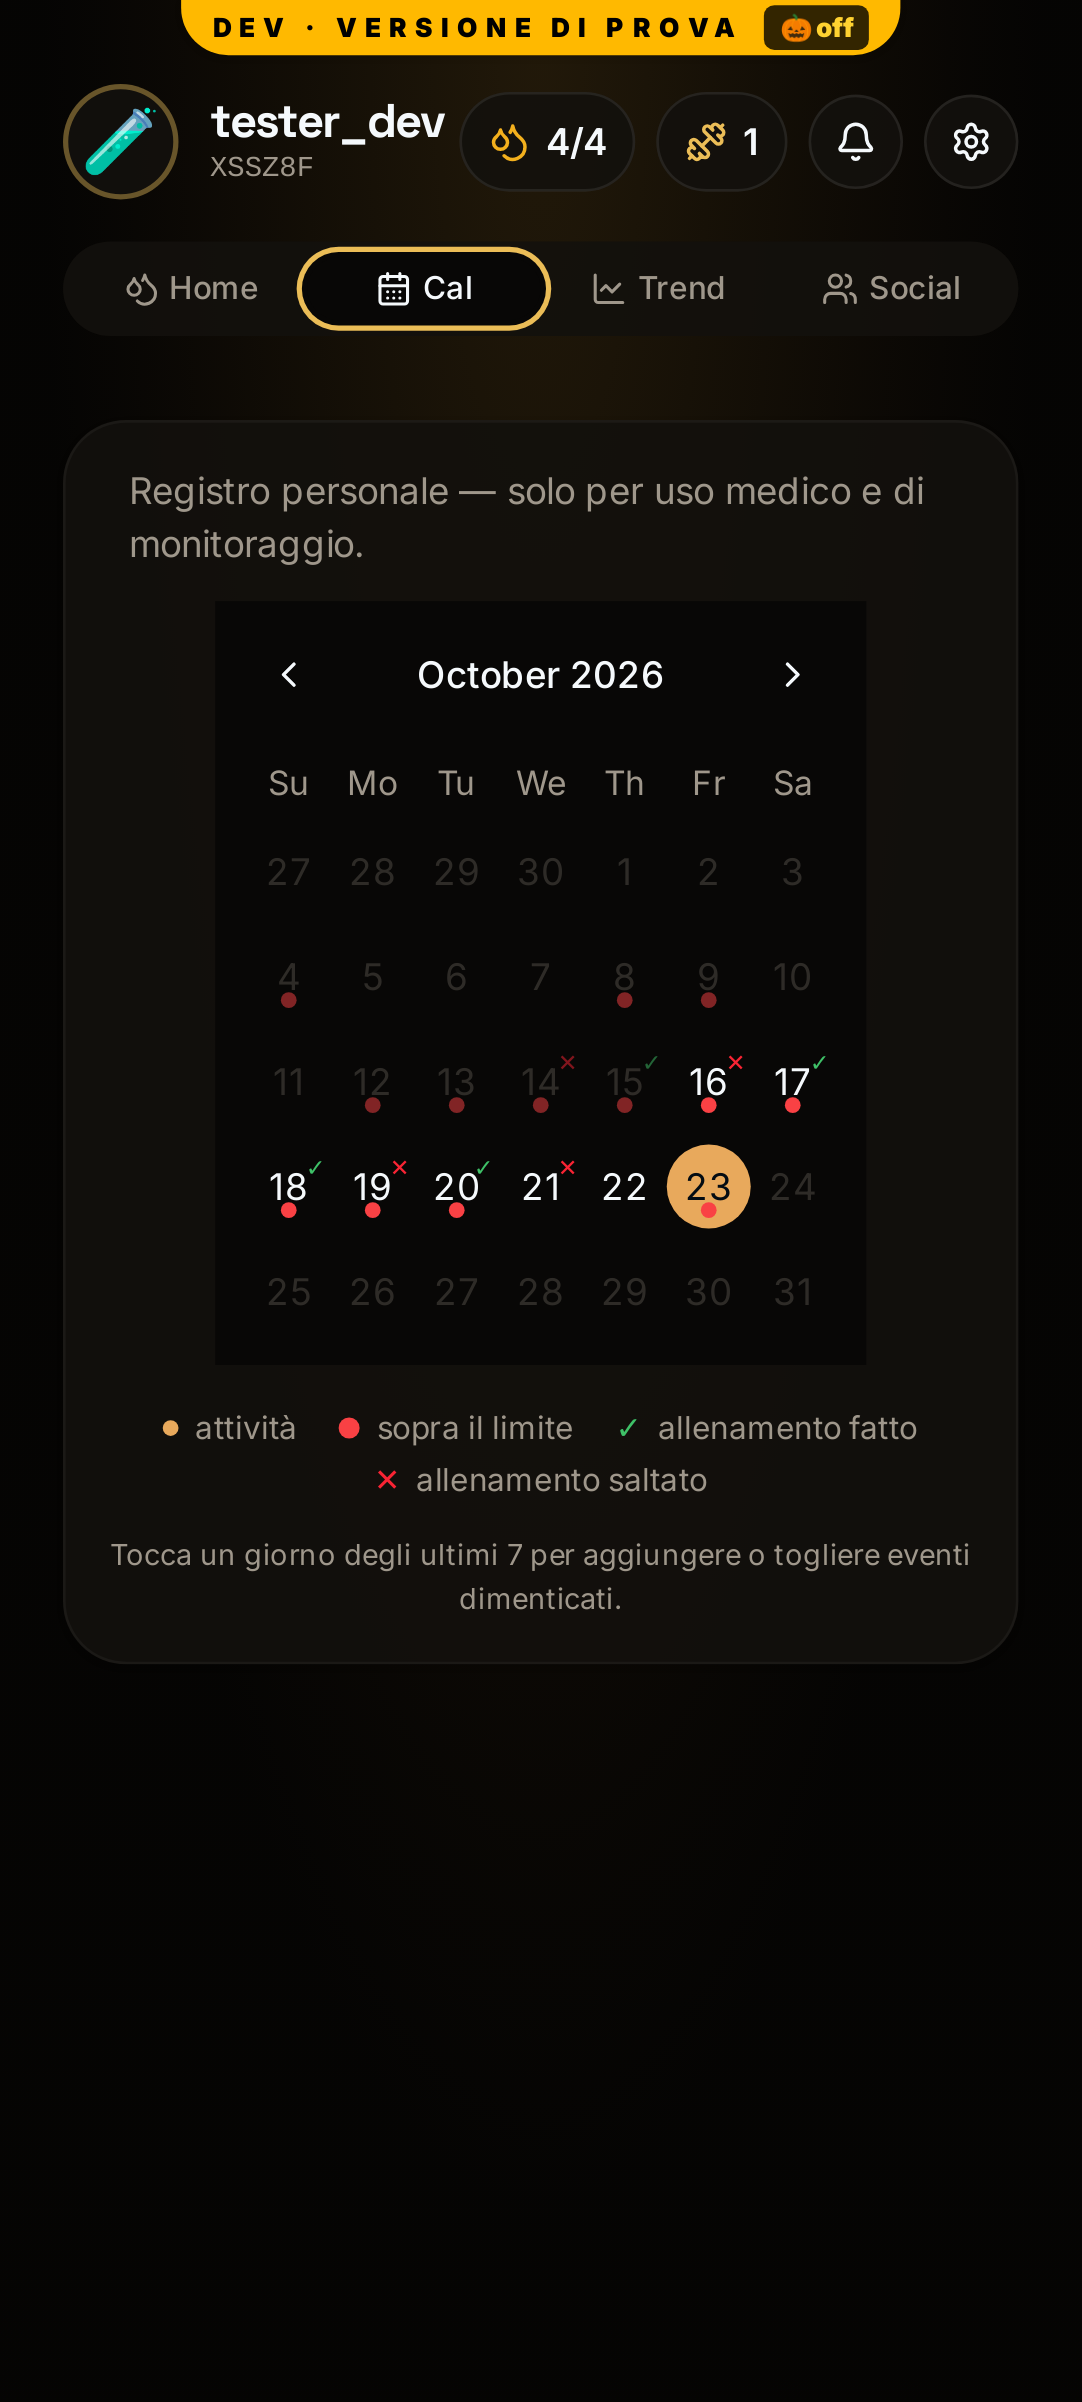 DEV · VERSIONE DI PROVA 🎃 off
tester_dev
XSSZ8F
4/4
1
Home Cal Trend Social
Registro personale — solo per uso medico e di
monitoraggio.
October 2026
Su Mo Tu We Th Fr Sa
27 28 29 30 1 2 3
4 5 6 7 8 9 10
11 12 13 14 ✕ 15 ✓ 16 ✕ 17 ✓
18 ✓ 19 ✕ 20 ✓ 21 ✕ 22 23 24
25 26 27 28 29 30 31
attività sopra il limite ✓ allenamento fatto
✕ allenamento saltato
Tocca un giorno degli ultimi 7 per aggiungere o togliere eventi
dimenticati.